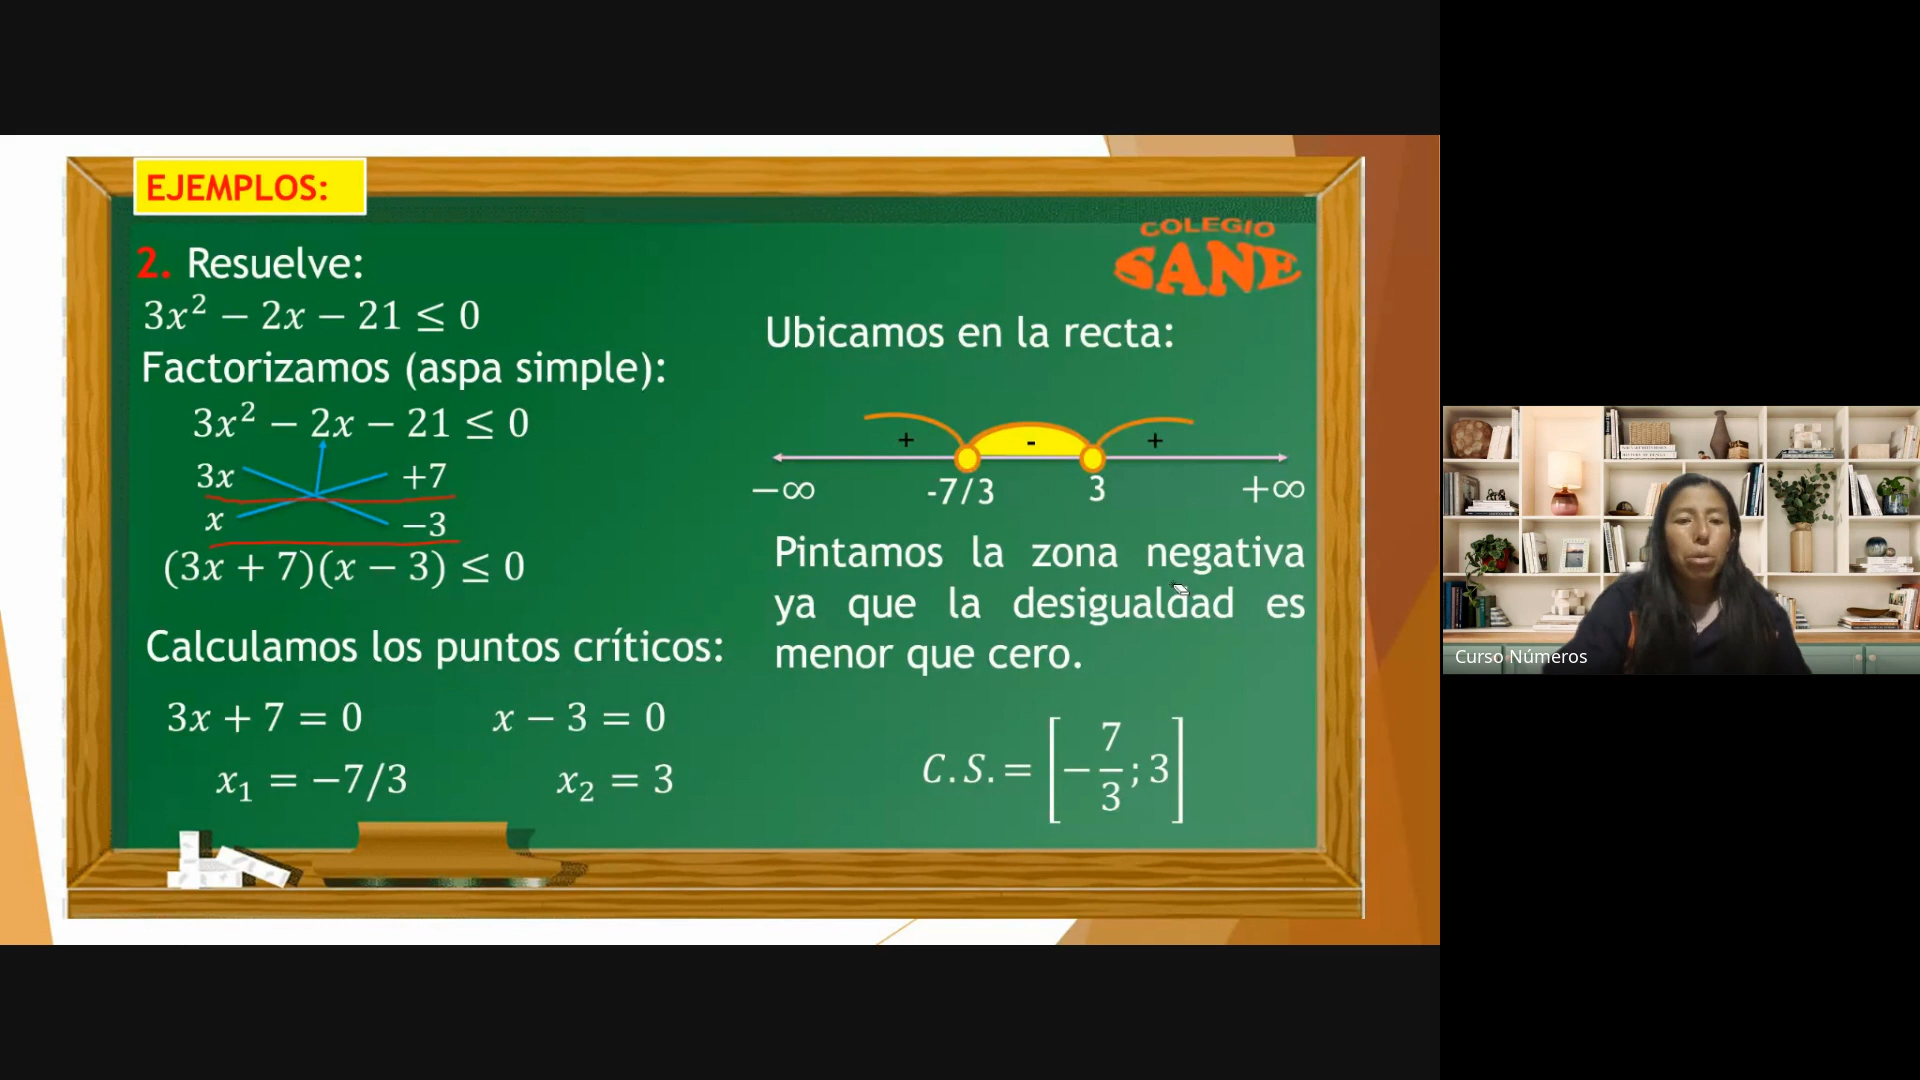 EJEMPLOS:
COLEGIO
SANE
2. Resuelve:
3x² − 2x − 21 ≤ 0
Factorizamos (aspa simple):
3x² − 2x − 21 ≤ 0
3x +7
x −3
(3x + 7)(x − 3) ≤ 0
Calculamos los puntos críticos:
3x + 7 = 0 x − 3 = 0
x₁ = −7/3 x₂ = 3
Ubicamos en la recta:
+ - +
−∞ -7/3 3 +∞
Pintamos la zona negativa
ya que la desigualdad es
menor que cero.
C.S.= [−7/3; 3]
Curso Números